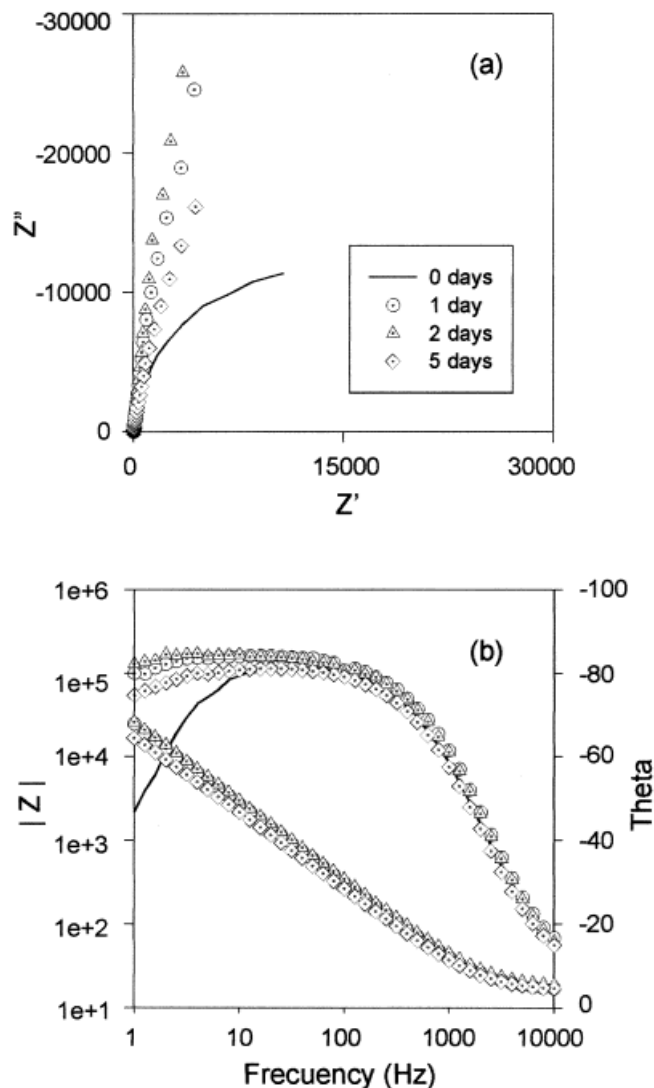 -30000
(a)
-20000
Z”
-10000
0 days
1 day
2 days
5 days
0
0 15000 30000
Z’
1e+6 -100
(b)
1e+5 -80
1e+4 -60
| Z | Theta
1e+3 -40
1e+2 -20
1e+1 0
1 10 100 1000 10000
Frecuency (Hz)